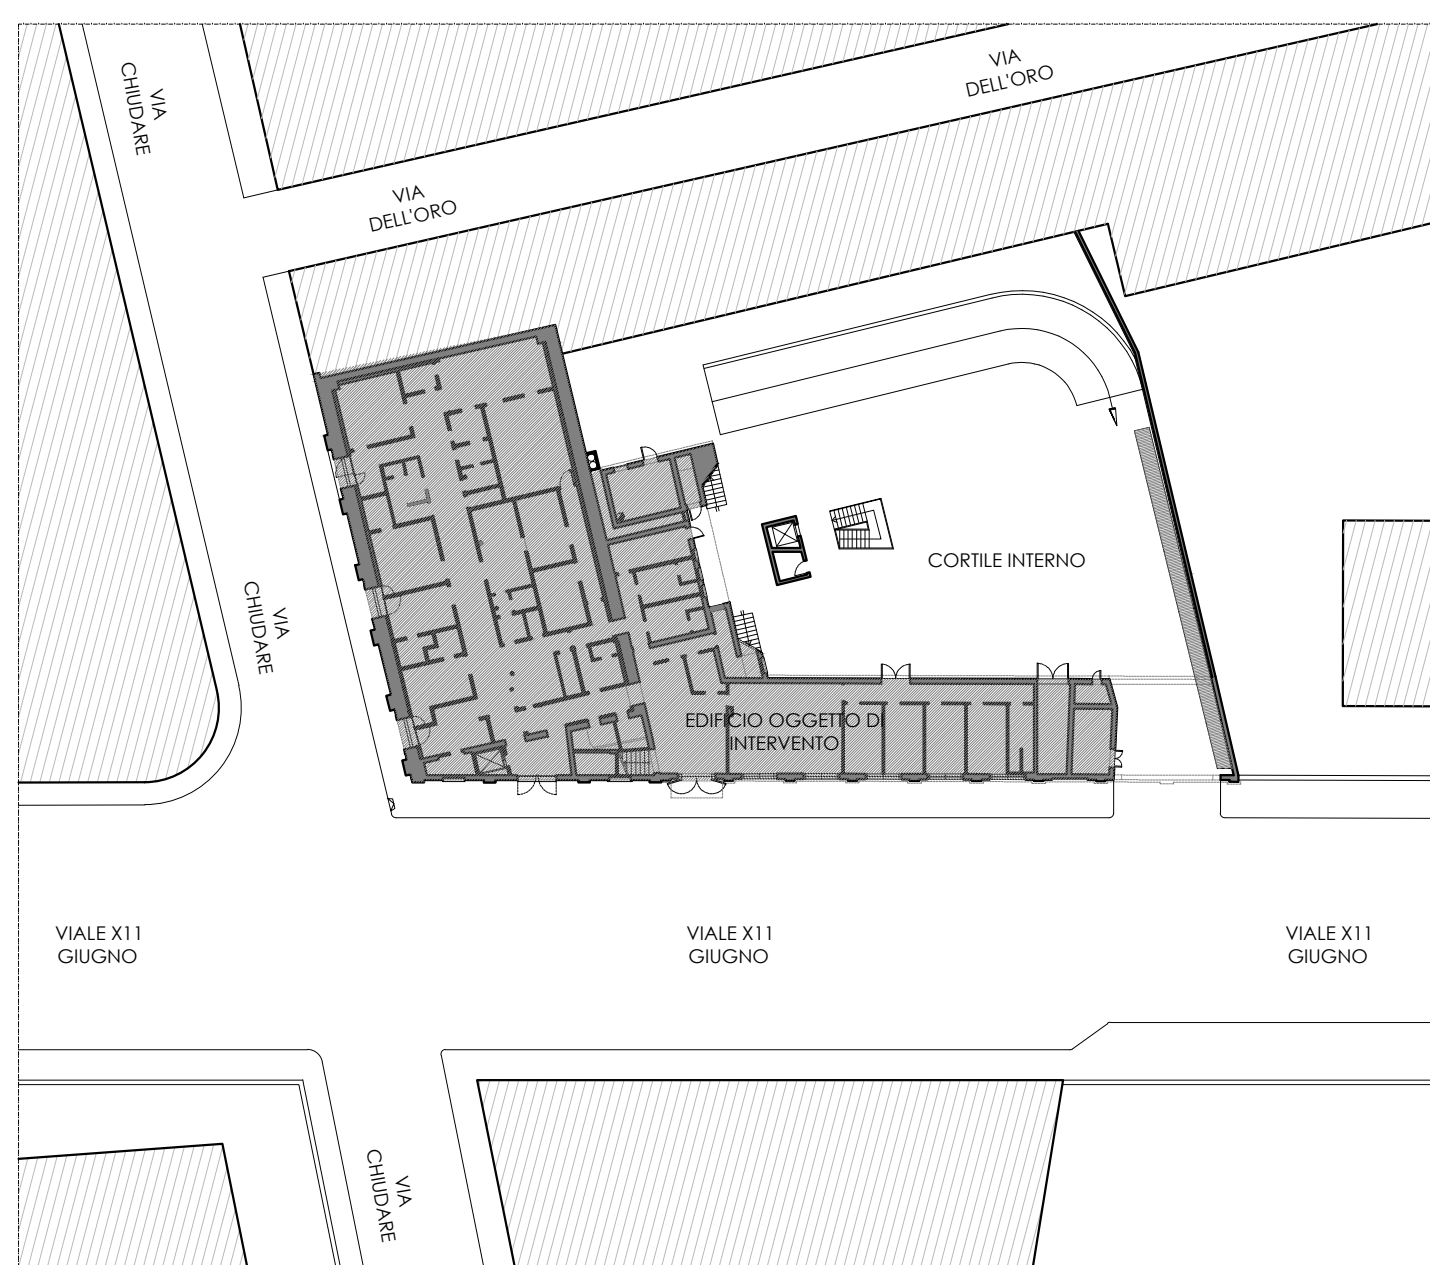 VIA
CHIUDARE
VIA
DELL'ORO
VIA
DELL'ORO
CORTILE INTERNO
VIA
CHIUDARE
EDIFICIO OGGETTO DI
INTERVENTO
VIALE X11
GIUGNO
VIALE X11
GIUGNO
VIALE X11
GIUGNO
VIA
CHIUDARE